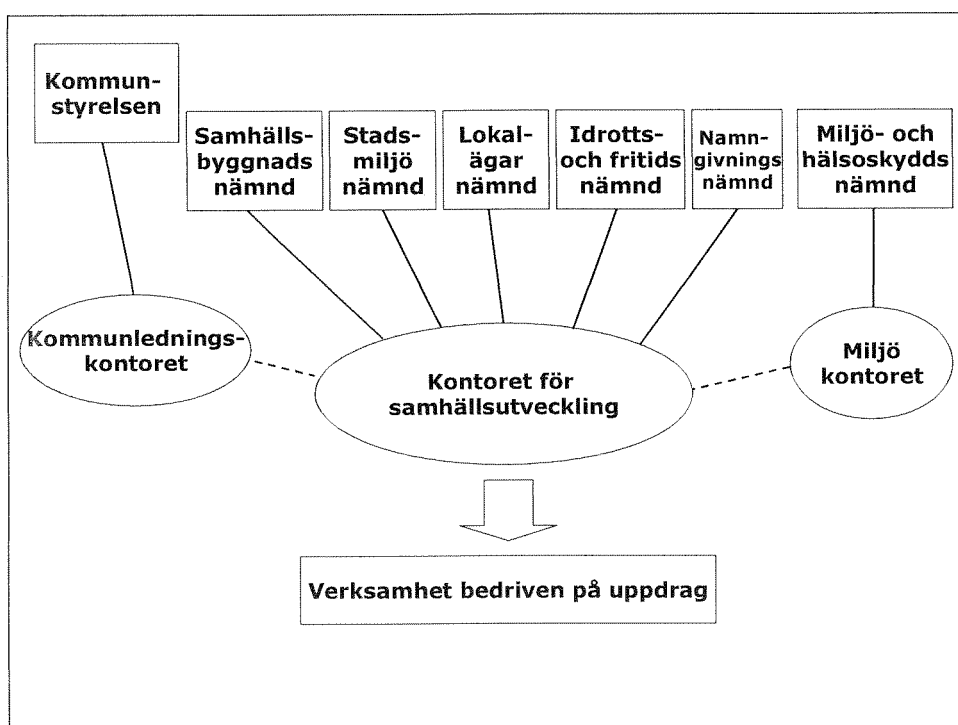 Kommun-
styrelsen
Samhälls-
byggnads
nämnd
Stads-
miljö
nämnd
Lokal-
ägar
nämnd
Idrotts-
och fritids
nämnd
Namn-
givnings
nämnd
Miljö- och
hälsoskydds
nämnd
Kommunlednings-
kontoret
Kontoret för
samhällsutveckling
Miljö
kontoret
Verksamhet bedriven på uppdrag